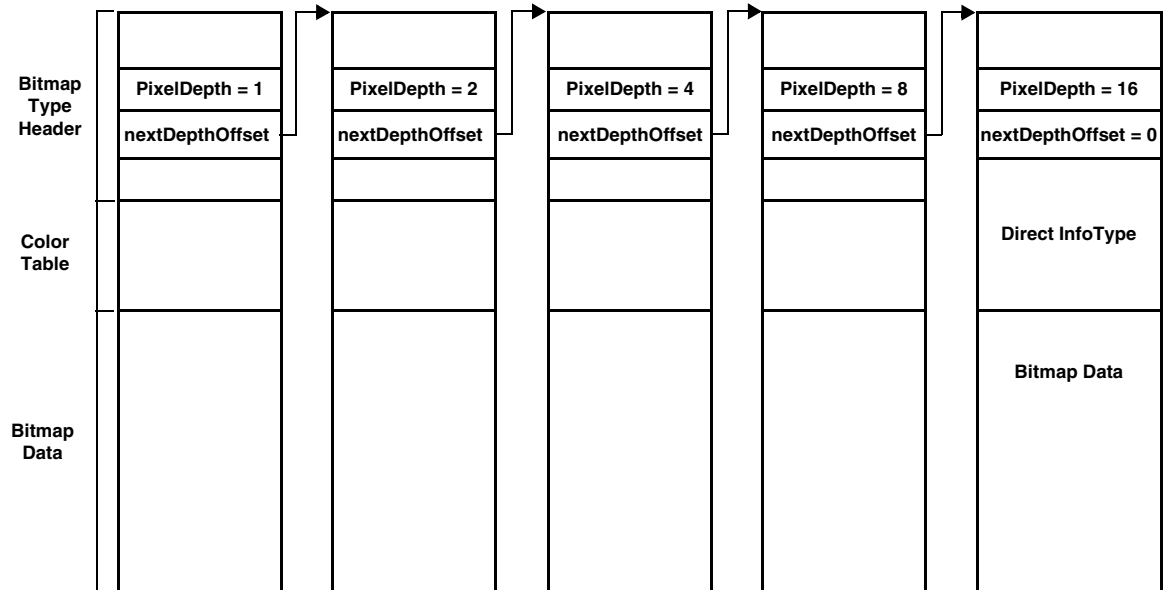 Bitmap
Type
Header
PixelDepth = 1
PixelDepth = 2
PixelDepth = 4
PixelDepth = 8
PixelDepth = 16
nextDepthOffset
nextDepthOffset
nextDepthOffset
nextDepthOffset
nextDepthOffset = 0
Color
Table
Direct InfoType
Bitmap
Data
Bitmap Data